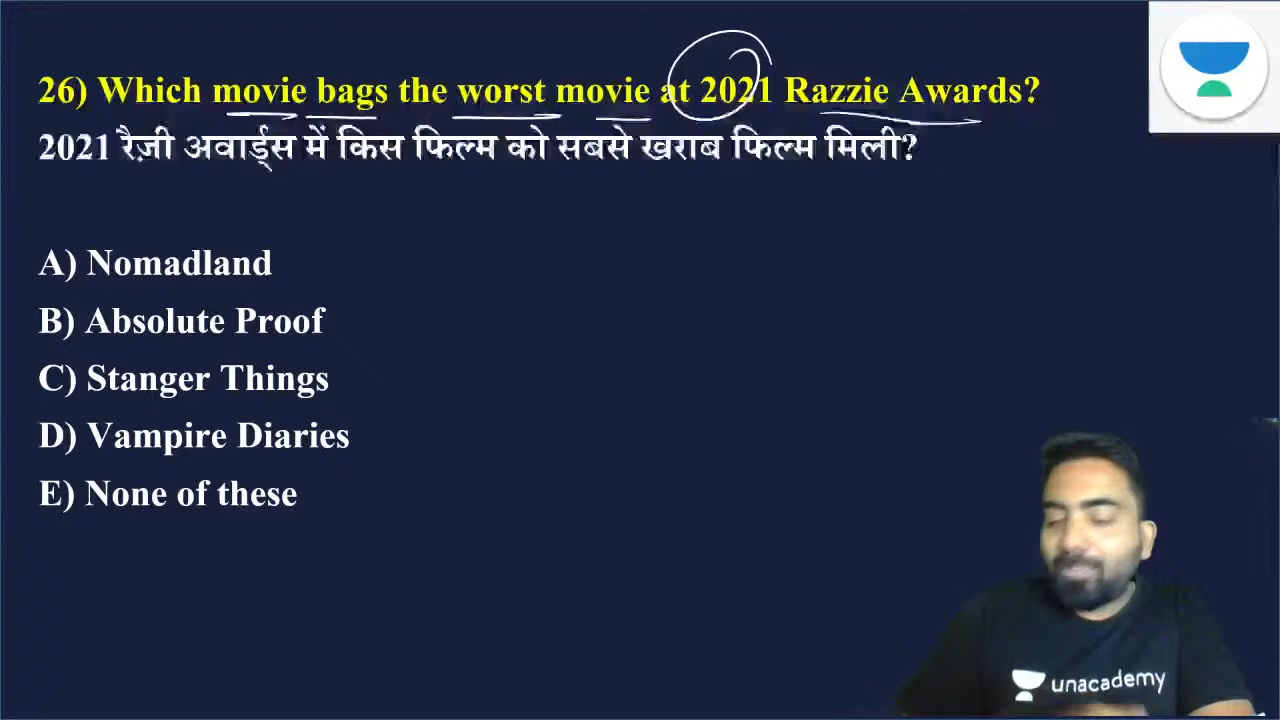 26) Which movie bags the worst movie at 2021 Razzie Awards?
2021 रैज़ी अवार्ड्स में किस फिल्म को सबसे खराब फिल्म मिली?
A) Nomadland
B) Absolute Proof
C) Stanger Things
D) Vampire Diaries
E) None of these
unacademy